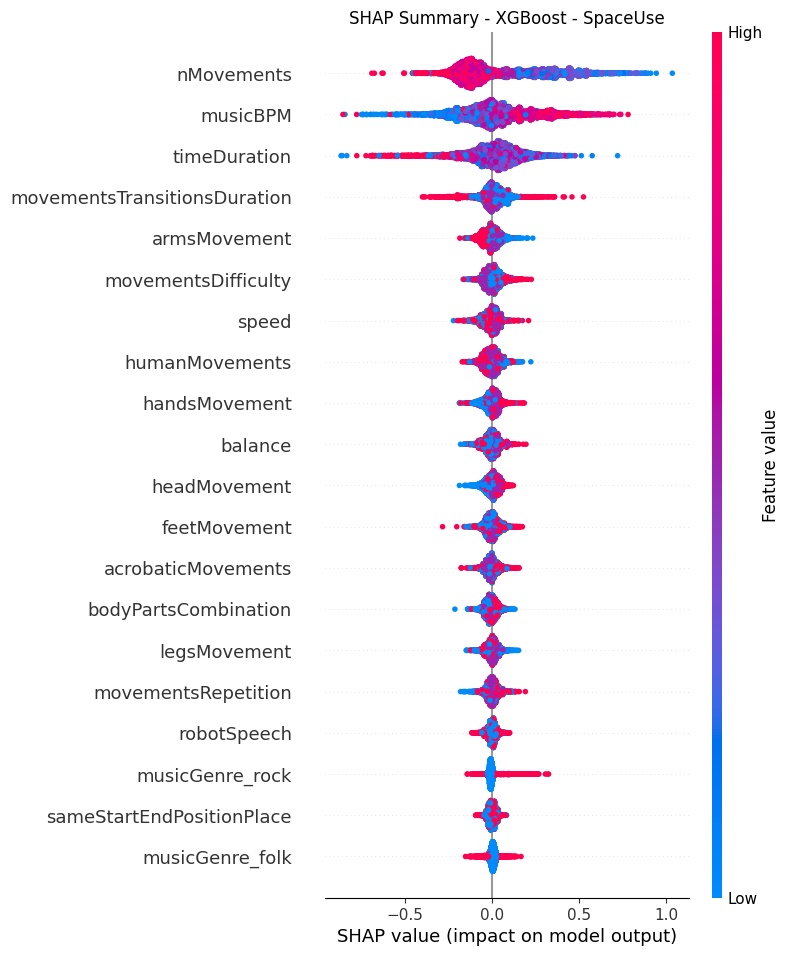 SHAP Summary - XGBoost - SpaceUse
High
nMovements
musicBPM
timeDuration
movementsTransitionsDuration
armsMovement
movementsDifficulty
speed
humanMovements
handsMovement
balance
headMovement
feetMovement
acrobaticMovements
bodyPartsCombination
legsMovement
movementsRepetition
robotSpeech
musicGenre_rock
sameStartEndPositionPlace
musicGenre_folk
Feature value
Low
−0.5 0.0 0.5 1.0
SHAP value (impact on model output)